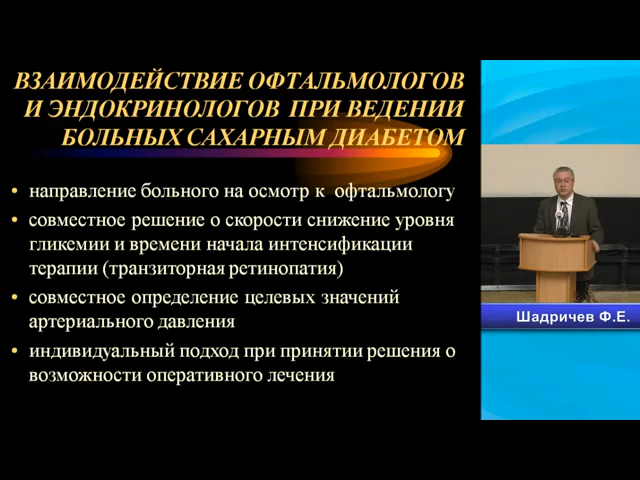 ВЗАИМОДЕЙСТВИЕ ОФТАЛЬМОЛОГОВ
И ЭНДОКРИНОЛОГОВ ПРИ ВЕДЕНИИ
БОЛЬНЫХ САХАРНЫМ ДИАБЕТОМ
• направление больного на осмотр к офтальмологу
• совместное решение о скорости снижение уровня
гликемии и времени начала интенсификации
терапии (транзиторная ретинопатия)
• совместное определение целевых значений
артериального давления
• индивидуальный подход при принятии решения о
возможности оперативного лечения
Шадричев Ф.Е.